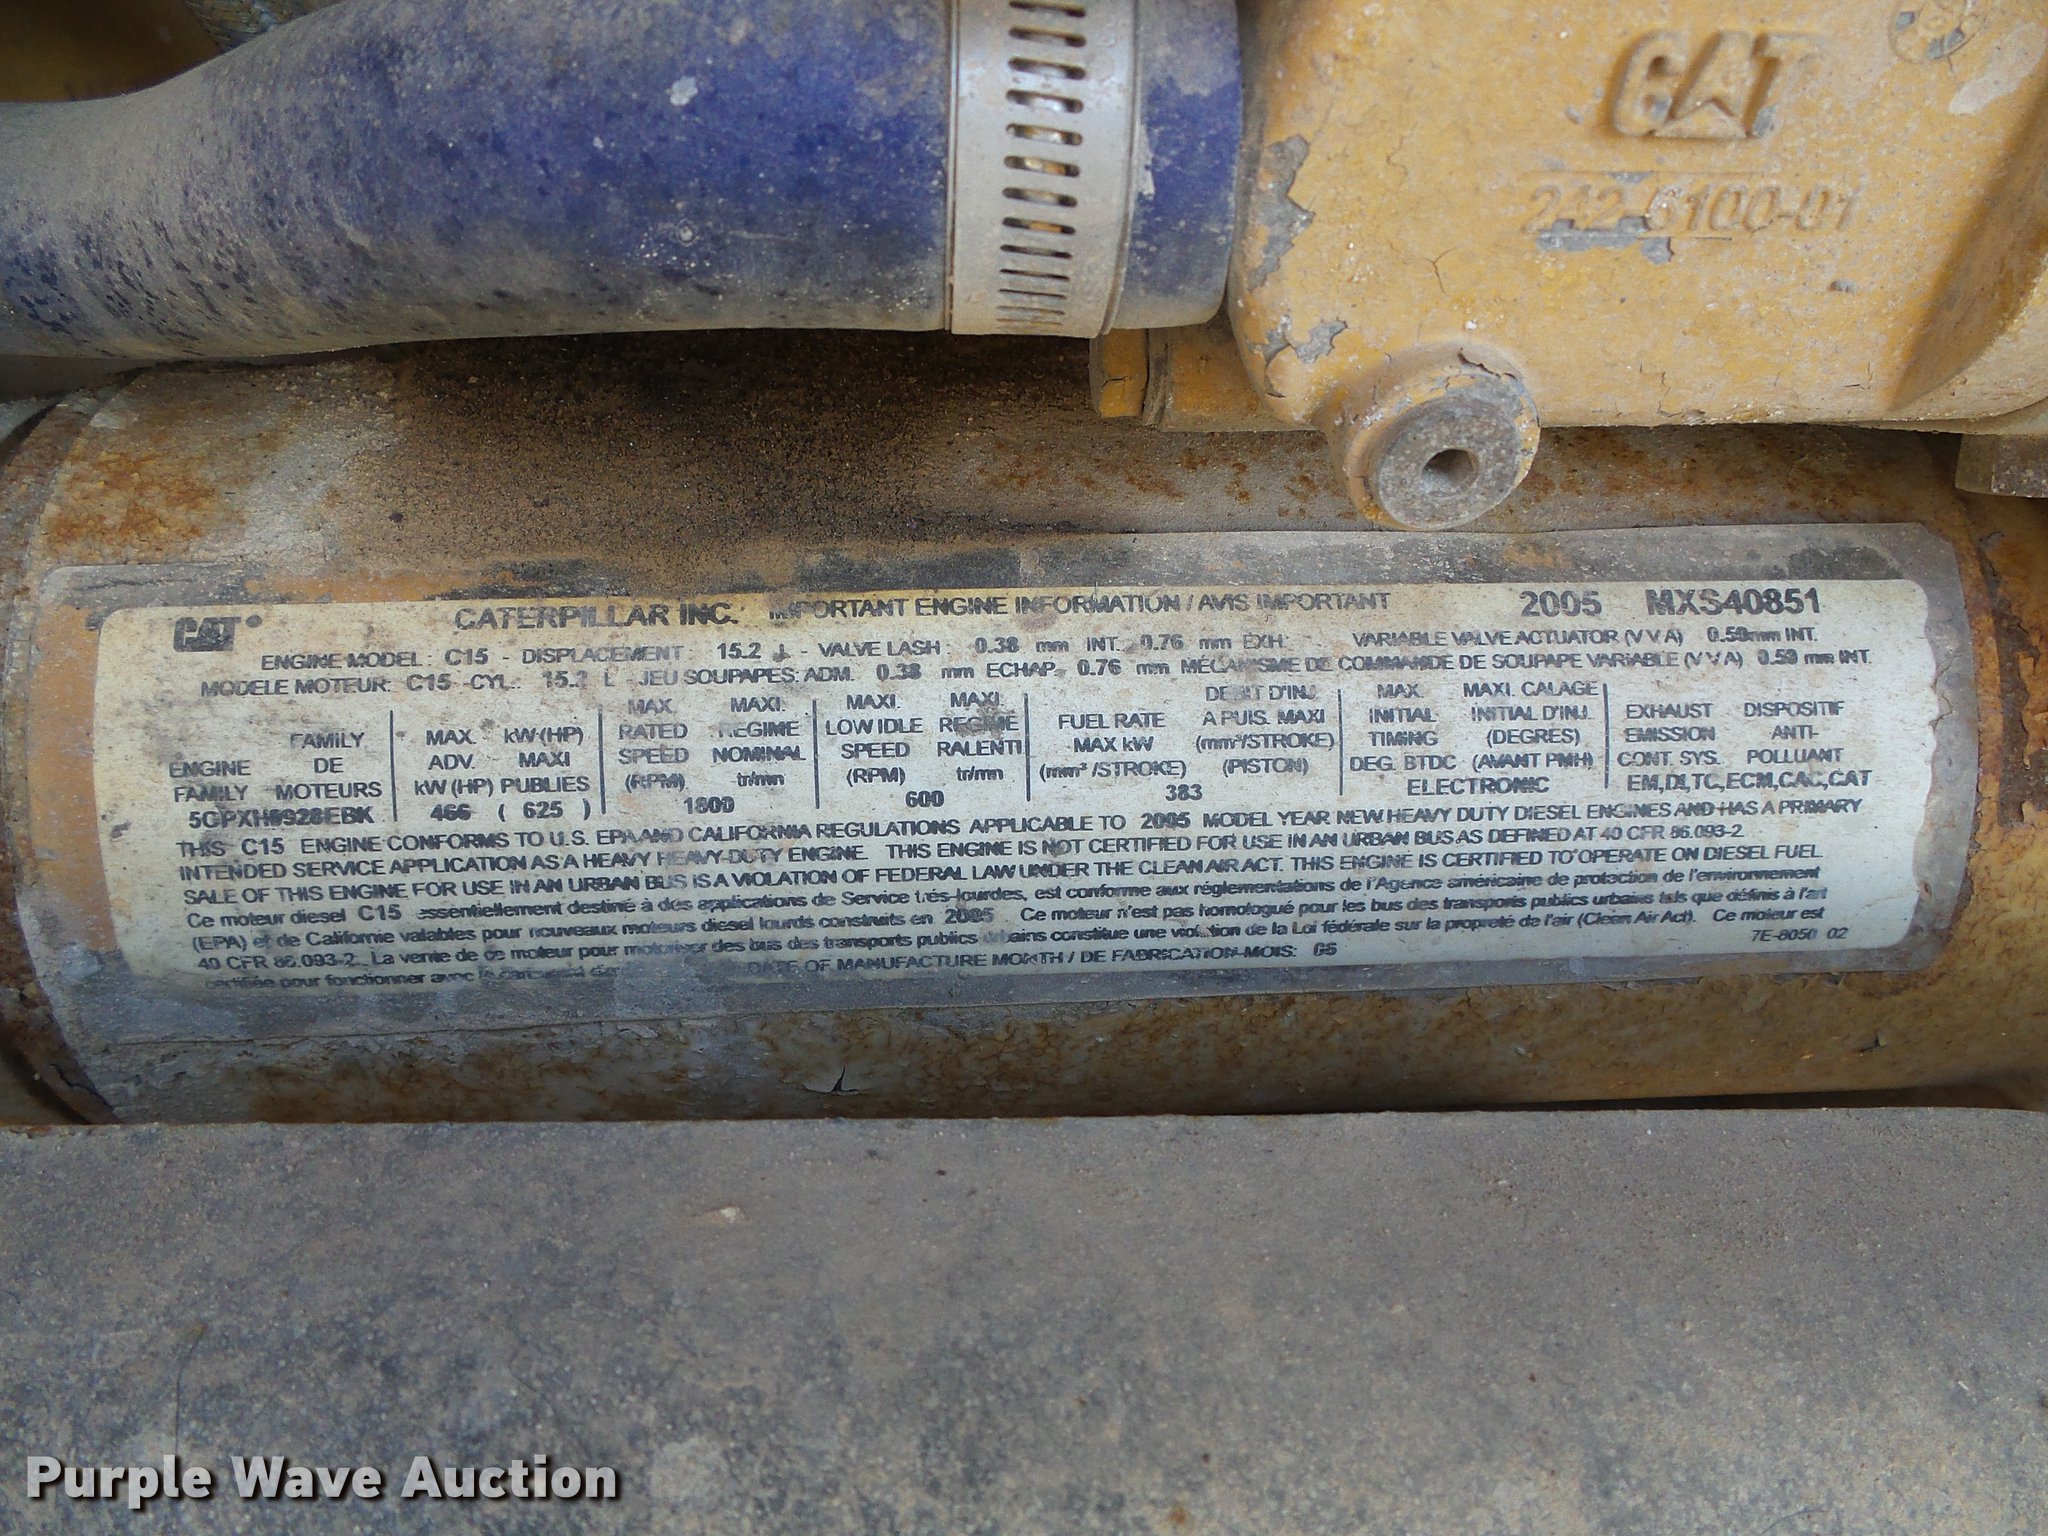 CAT
242-6100-01
CAT CATERPILLAR INC. IMPORTANT ENGINE INFORMATION / AVIS IMPORTANT 2005 MXS40851
ENGINE MODEL: C15 - DISPLACEMENT: 15.2 L - VALVE LASH: 0.38 mm INT. 0.76 mm EXH. VARIABLE VALVE ACTUATOR (V V A) 0.50mm INT.
MODELE MOTEUR: C15 CYL.: 15.2 L - JEU SOUPAPES: ADM. 0.38 mm ECHAP. 0.76 mm MÉCANISME DE COMMANDE DE SOUPAPE VARIABLE (V V A) 0.50 mm INT.
ENGINE FAMILY
FAMILY DE MOTEURS
MAX. ADV. kW (HP)
kW (HP) MAXI PUBLIES
MAX. RATED SPEED (RPM)
MAXI. REGIME NOMINAL tr/mn
MAXI. LOW IDLE SPEED (RPM)
MAXI. REGIME RALENTI tr/mn
FUEL RATE MAX kW (mm³ /STROKE)
DEBIT D'INJ. A PUIS. MAXI (mm³/STROKE) (PISTON)
MAX. INITIAL TIMING DEG. BTDC
MAXI. CALAGE INITIAL D'INJ. (DEGRES) (AVANT PMH)
EXHAUST EMISSION CONT. SYS.
DISPOSITIF ANTI- POLLUANT
5CPXH0928EBK 466 ( 625 ) 1800 600 383 ELECTRONIC EM,DI,TC,ECM,CAC,CAT
THIS C15 ENGINE CONFORMS TO U.S. EPA AND CALIFORNIA REGULATIONS APPLICABLE TO 2005 MODEL YEAR NEW HEAVY DUTY DIESEL ENGINES AND HAS A PRIMARY
INTENDED SERVICE APPLICATION AS A HEAVY HEAVY-DUTY ENGINE. THIS ENGINE IS NOT CERTIFIED FOR USE IN AN URBAN BUS AS DEFINED AT 40 CFR 86.093-2
SALE OF THIS ENGINE FOR USE IN AN URBAN BUS IS A VIOLATION OF FEDERAL LAW UNDER THE CLEAN AIR ACT. THIS ENGINE IS CERTIFIED TO OPERATE ON DIESEL FUEL.
Ce moteur diesel C15 essentiellement destiné à des applications de Service très-lourdes, est conforme aux réglementations de l'Agence américaine de protection de l'environnement
(EPA) et de Californie valables pour nouveaux moteurs diesel lourds construits en 2005 Ce moteur n'est pas homologué pour les bus des transports publics urbains tels que définis à l'art
40 CFR 86.093-2. La vente de ce moteur pour motoriser des bus des transports publics urbains constitue une violation de la Loi fédérale sur la propreté de l'air (Clean Air Act). Ce moteur est
certifiée pour fonctionner avec le carburant DATE OF MANUFACTURE MONTH / DE FABRICATION-MOIS: 7E-8050 02
Purple Wave Auction